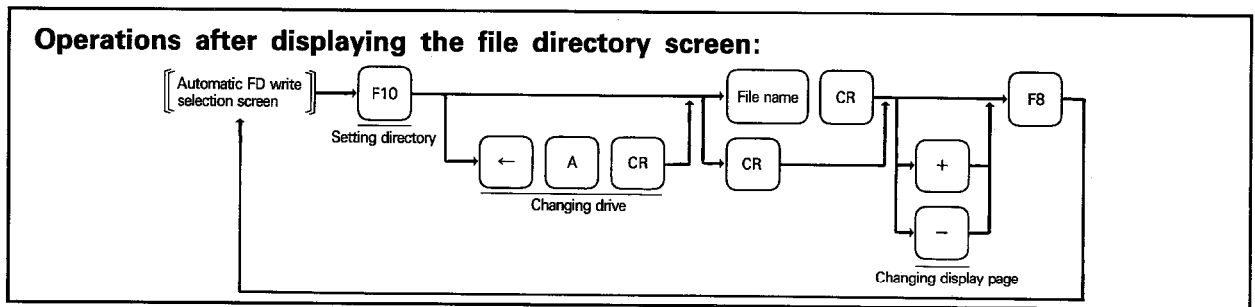 Operations after displaying the file directory screen:
Automatic FD write
selection screen
F10
Setting directory
← A CR
Changing drive
File name CR
CR
+
−
Changing display page
F8